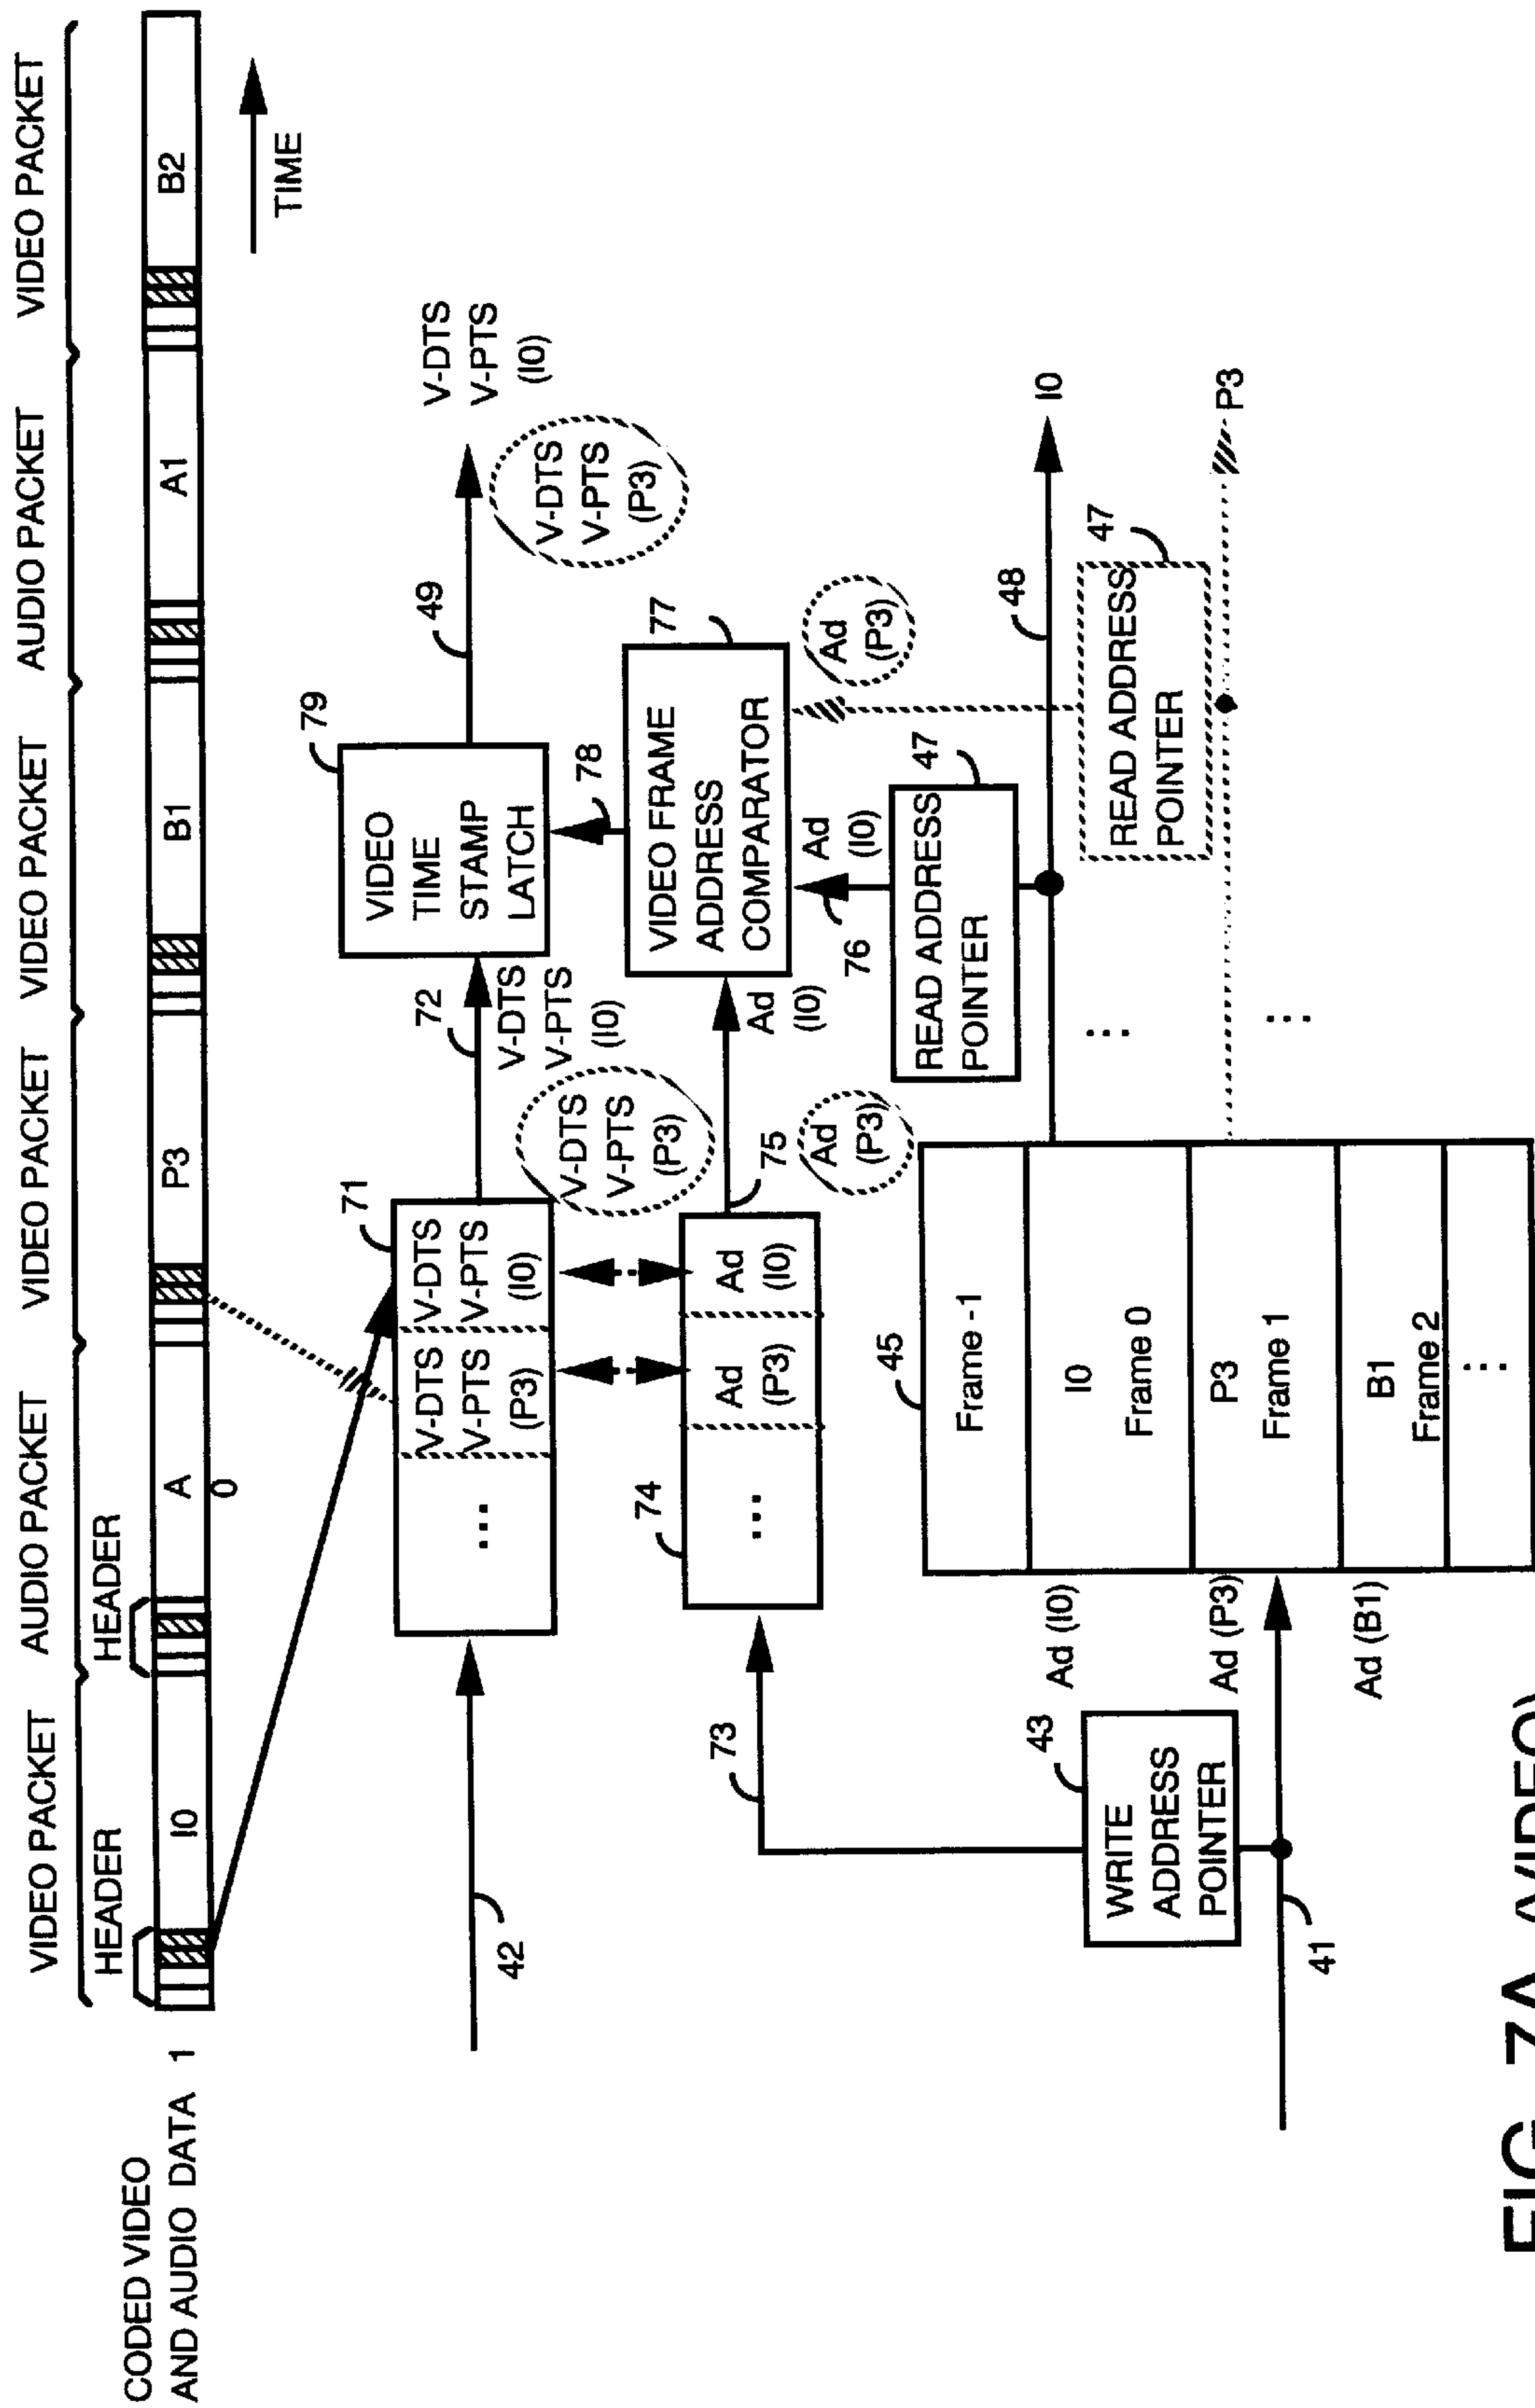 VIDEO PACKET
AUDIO PACKET
VIDEO PACKET
VIDEO PACKET
AUDIO PACKET
VIDEO PACKET
HEADER
HEADER
CODED VIDEO
AND AUDIO DATA 1
I0
A
0
P3
B1
A1
B2
TIME
42
71
V-DTS
V-PTS
(I0)
V-DTS
V-PTS
(P3)
...
72
V-DTS
V-PTS
(I0)
V-DTS
V-PTS
(P3)
79
VIDEO
TIME
STAMP
LATCH
49
V-DTS
V-PTS
(I0)
V-DTS
V-PTS
(P3)
78
73
74
...
Ad
(P3)
Ad
(I0)
75
Ad
(I0)
Ad
(P3)
77
VIDEO FRAME
ADDRESS
COMPARATOR
76
Ad
(I0)
Ad
(P3)
47
READ ADDRESS
POINTER
47
READ ADDRESS
POINTER
48
I0
P3
...
...
43
WRITE
ADDRESS
POINTER
41
Ad (I0)
Ad (P3)
Ad (B1)
45
Frame -1
I0
Frame 0
P3
Frame 1
B1
Frame 2
...
FIG. 7A (VIDEO)